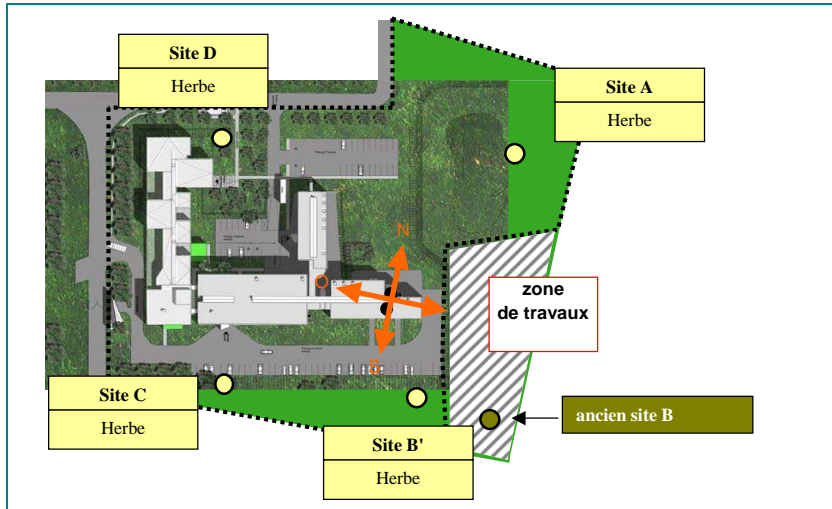 Site D
Herbe
Site A
Herbe
N
O
zone
de travaux
S
Site C
Herbe
ancien site B
Site B'
Herbe